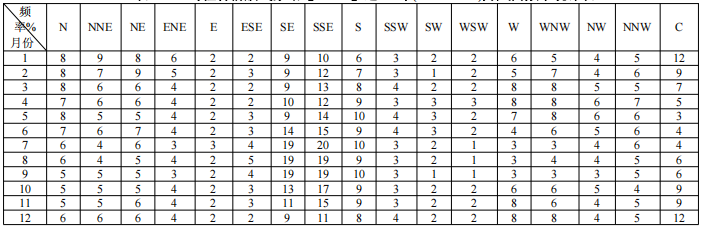 频率% 月份 N NNE NE ENE E ESE SE SSE S SSW SW WSW W WNW NW NNW C
1 8 9 8 6 2 2 9 10 6 3 2 2 6 5 4 5 12
2 8 7 9 5 2 3 9 12 7 3 1 2 5 7 4 6 9
3 8 6 6 4 2 2 9 13 8 4 2 2 8 8 5 5 7
4 7 6 6 4 2 2 10 12 9 3 3 3 8 8 6 7 5
5 8 5 5 4 2 3 9 14 10 4 3 2 7 8 6 6 3
6 7 6 7 4 2 3 14 15 9 4 3 2 4 6 5 6 4
7 6 4 6 3 3 4 19 20 10 3 2 1 3 3 4 6 4
8 6 4 5 4 2 5 19 19 9 3 2 1 3 4 4 5 6
9 5 5 5 3 2 4 19 19 10 3 1 1 3 3 3 5 6
10 5 5 5 4 2 3 13 17 9 3 2 2 6 6 5 4 9
11 5 5 6 4 2 3 11 15 9 3 2 2 8 6 4 5 9
12 6 6 6 4 2 2 9 11 8 4 2 2 8 8 4 5 12